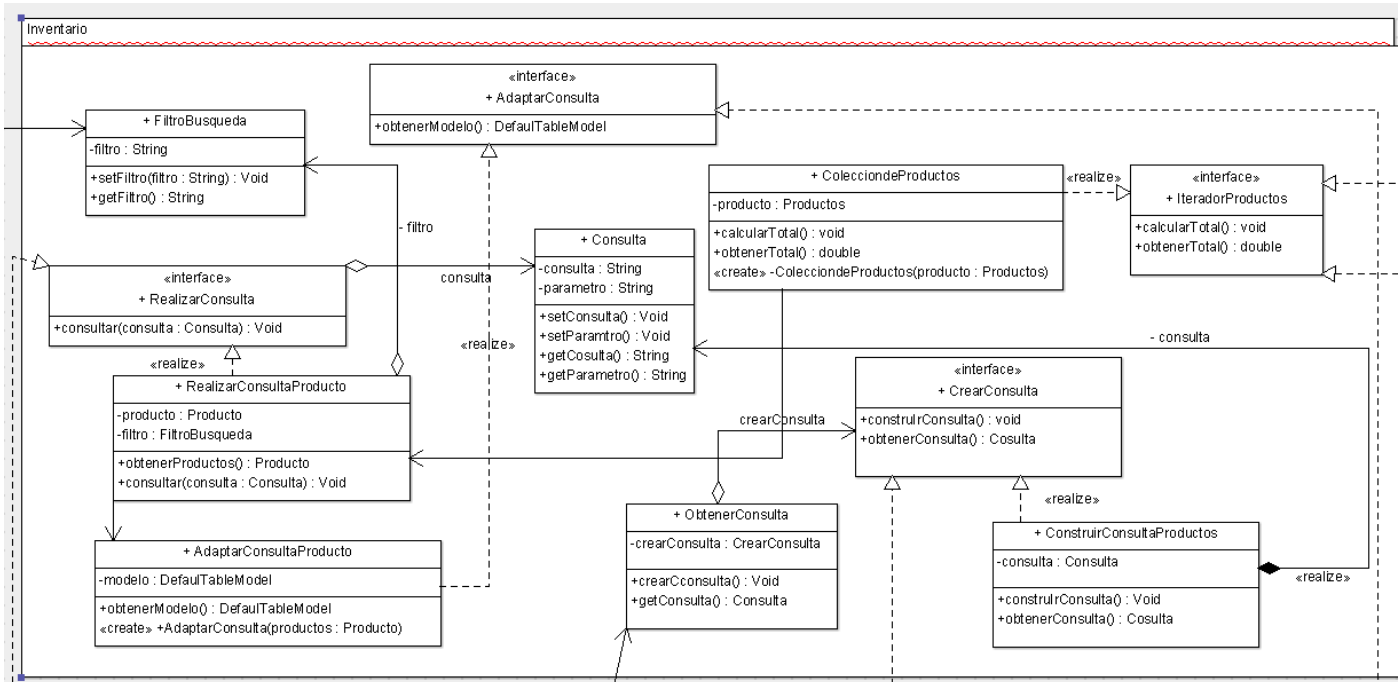 Inventario
«interface»
+ AdaptarConsulta
+obtenerModelo() : DefaulTableModel
+ FiltroBusqueda
-filtro : String
+setFiltro(filtro : String) : Void
+getFiltro() : String
- filtro
+ ColecciondeProductos
-producto : Productos
+calcularTotal() : void
+obtenerTotal() : double
«create» -ColecciondeProductos(producto : Productos)
«realize»
«interface»
+ IteradorProductos
+calcularTotal() : void
+obtenerTotal() : double
+ Consulta
-consulta : String
-parametro : String
+setConsulta() : Void
+setParamtro() : Void
+getCosulta() : String
+getParametro() : String
consulta
«interface»
+ RealizarConsulta
+consultar(consulta : Consulta) : Void
«realize»
«realize»
- consulta
+ RealizarConsultaProducto
-producto : Producto
-filtro : FiltroBusqueda
+obtenerProductos() : Producto
+consultar(consulta : Consulta) : Void
«interface»
+ CrearConsulta
+construIrConsulta() : void
+obtenerConsulta() : Cosulta
crearConsulta
«realize»
+ ObtenerConsulta
-crearConsulta : CrearConsulta
+crearCconsulta() : Void
+getConsulta() : Consulta
+ ConstruirConsultaProductos
-consulta : Consulta
+construIrConsulta() : Void
+obtenerConsulta() : Cosulta
«realize»
+ AdaptarConsultaProducto
-modelo : DefaulTableModel
+obtenerModelo() : DefaulTableModel
«create» +AdaptarConsulta(productos : Producto)